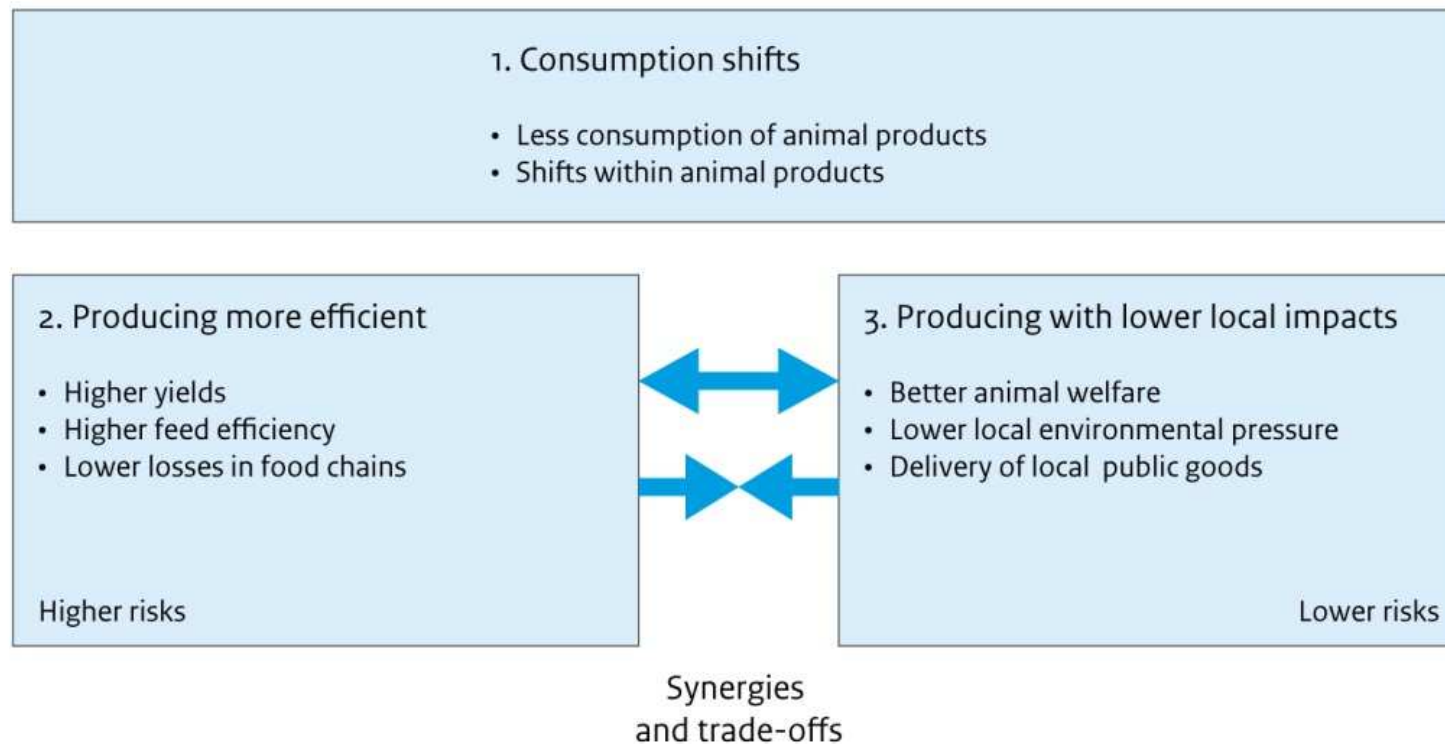 1. Consumption shifts
• Less consumption of animal products
• Shifts within animal products
2. Producing more efficient
• Higher yields
• Higher feed efficiency
• Lower losses in food chains
Higher risks
3. Producing with lower local impacts
• Better animal welfare
• Lower local environmental pressure
• Delivery of local public goods
Lower risks
Synergies
and trade-offs